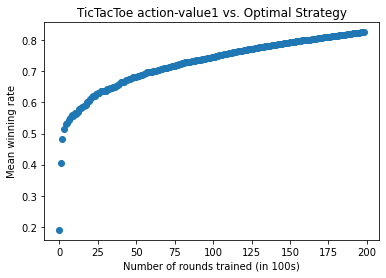 TicTacToe action-value1 vs. Optimal Strategy
Mean winning rate
0.8
0.7
0.6
0.5
0.4
0.3
0.2
0 25 50 75 100 125 150 175 200
Number of rounds trained (in 100s)